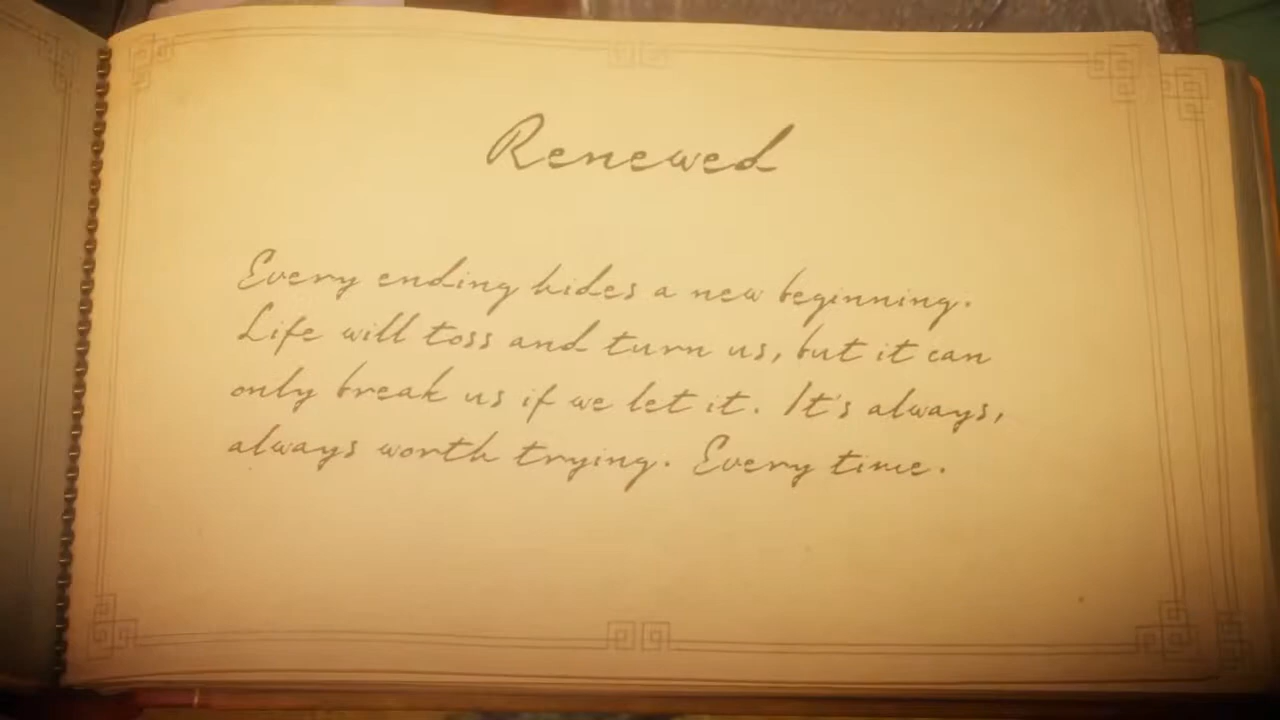 Renewed
Every ending hides a new beginning.
Life will toss and turn us, but it can
only break us if we let it. It's always,
always worth trying. Every time.